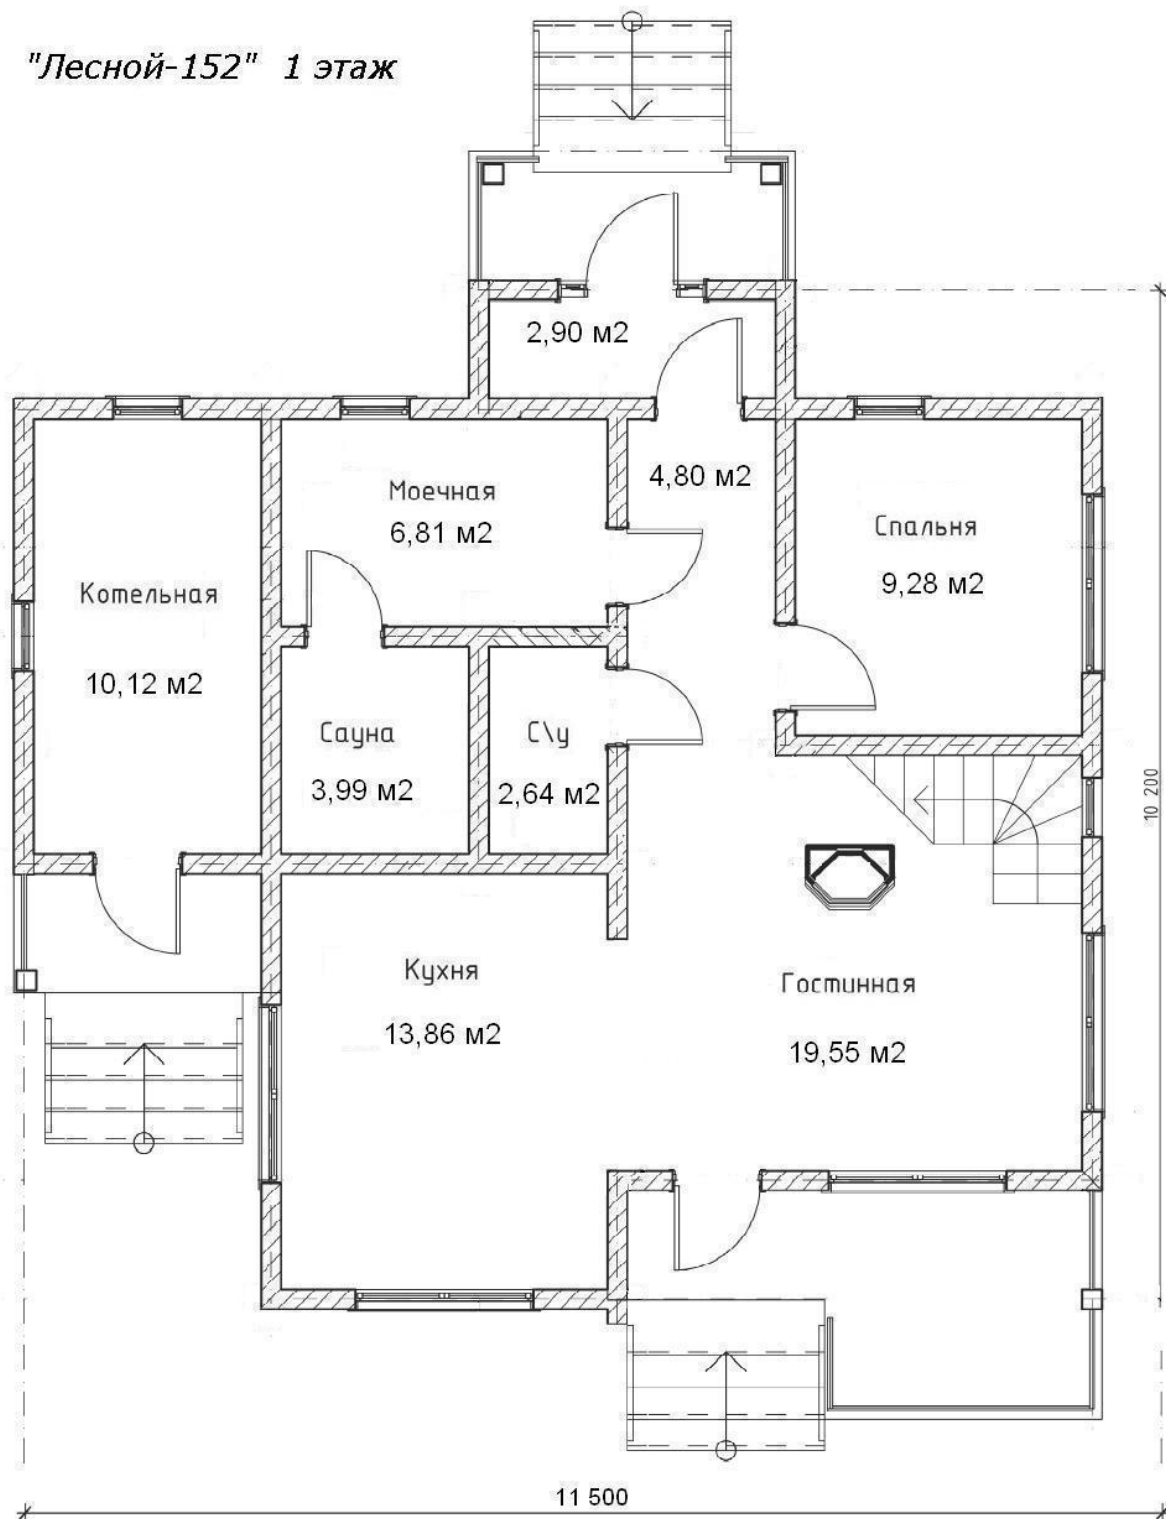 "Лесной-152" 1 этаж
2,90 м2
4,80 м2
Моечная
6,81 м2
Спальня
9,28 м2
Котельная
10,12 м2
Сауна
3,99 м2
С\у
2,64 м2
10 200
Кухня
13,86 м2
Гостинная
19,55 м2
11 500